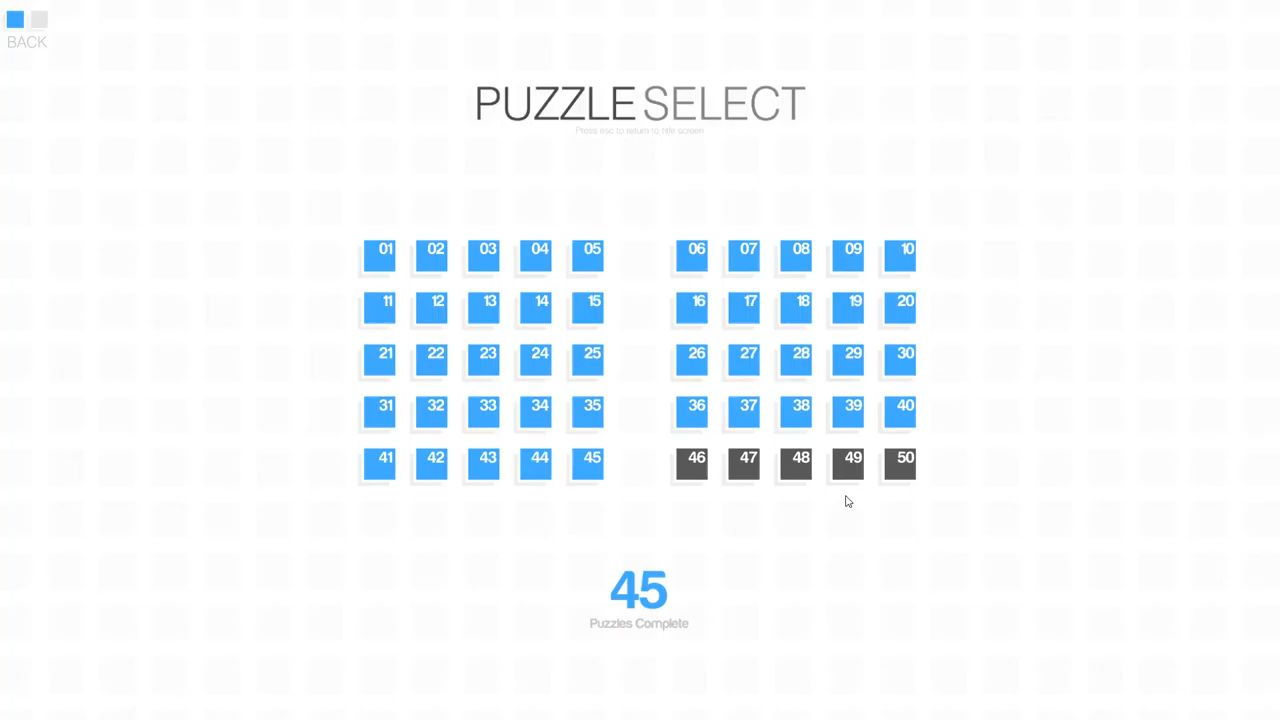 BACK
PUZZLE SELECT
Press esc to return to title screen
01 02 03 04 05 06 07 08 09 10
11 12 13 14 15 16 17 18 19 20
21 22 23 24 25 26 27 28 29 30
31 32 33 34 35 36 37 38 39 40
41 42 43 44 45 46 47 48 49 50
45
Puzzles Complete